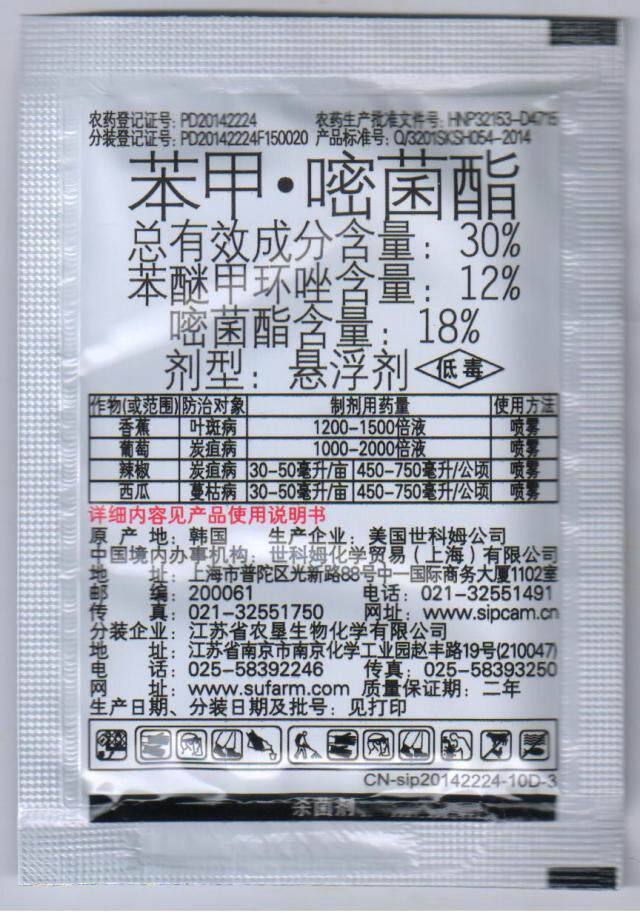 农药登记证号: PD20142224 农药生产批准文件号: HNP32153-D4715
分装登记证号: PD20142224F150020 产品标准号: Q/3201SKSH054-2014
苯甲·嘧菌酯
总有效成分含量: 30%
苯醚甲环唑含量: 12%
嘧菌酯含量: 18%
剂型: 悬浮剂 低毒
作物(或范围) 防治对象 制剂用药量 使用方法
香蕉 叶斑病 1200-1500倍液 喷雾
葡萄 炭疽病 1000-2000倍液 喷雾
辣椒 炭疽病 30-50毫升/亩 450-750毫升/公顷 喷雾
西瓜 蔓枯病 30-50毫升/亩 450-750毫升/公顷 喷雾
详细内容见产品使用说明书
原产地: 韩国 生产企业: 美国世科姆公司
中国境内办事机构: 世科姆化学贸易(上海)有限公司
地址: 上海市普陀区光新路88号中一国际商务大厦1102室
邮编: 200061 电话: 021-32551491
传真: 021-32551750 网址: www.sipcam.cn
分装企业: 江苏省农垦生物化学有限公司
地址: 江苏省南京市南京化学工业园赵丰路19号(210047)
电话: 025-58392246 传真: 025-58393250
网址: www.sufarm.com 质量保证期: 二年
生产日期、分装日期及批号: 见打印
CN-sip20142224-10D-3
杀菌剂